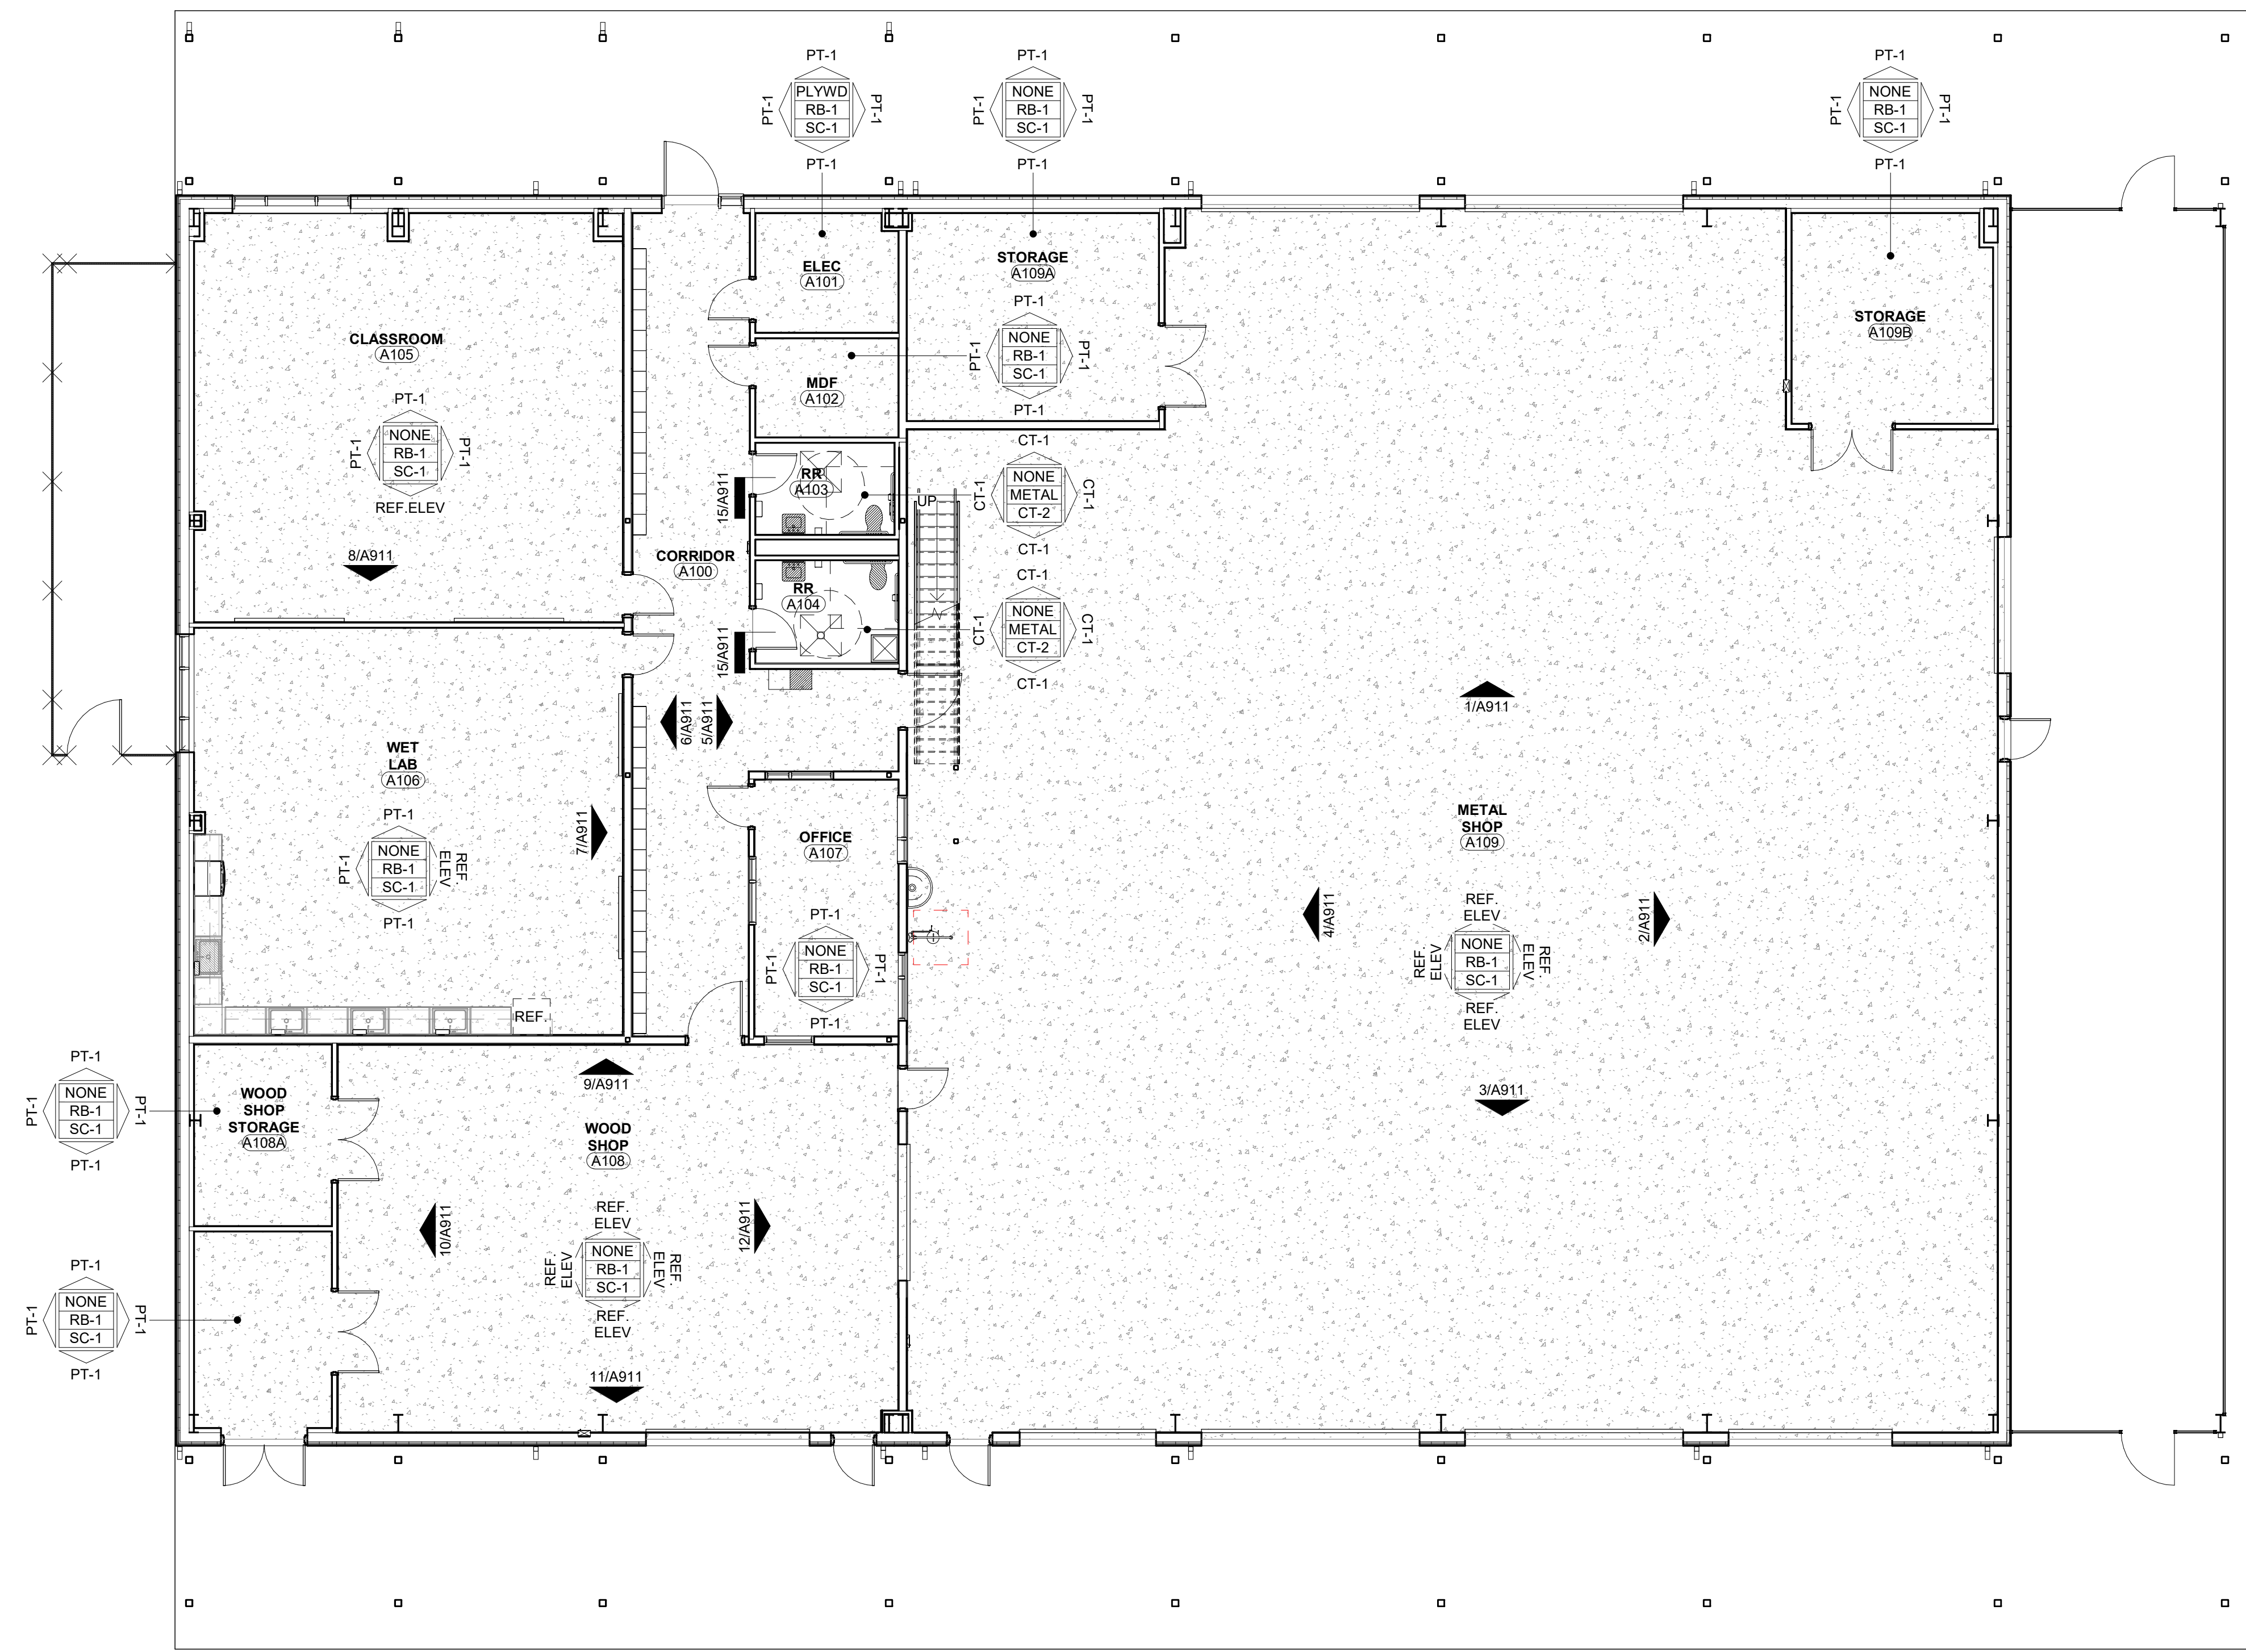 PT-1
PT-1
PLYWD
RB-1
SC-1
PT-1
PT-1
PT-1
PT-1
NONE
RB-1
SC-1
PT-1
PT-1
PT-1
PT-1
NONE
RB-1
SC-1
PT-1
PT-1
ELEC
A101
STORAGE
A109A
STORAGE
A109B
CLASSROOM
A105
PT-1
PT-1
NONE
RB-1
SC-1
PT-1
REF.ELEV
8/A911
MDF
A102
PT-1
PT-1
NONE
RB-1
SC-1
PT-1
PT-1
RR
A103
15/A911
CT-1
CT-1
NONE
METAL
CT-2
CT-1
CT-1
UP
CORRIDOR
A100
RR
A104
15/A911
CT-1
CT-1
NONE
METAL
CT-2
CT-1
CT-1
6/A911
5/A911
1/A911
WET
LAB
A106
PT-1
PT-1
NONE
RB-1
SC-1
REF.
ELEV
PT-1
7/A911
REF.
OFFICE
A107
PT-1
PT-1
NONE
RB-1
SC-1
PT-1
PT-1
METAL
SHOP
A109
4/A911
2/A911
REF.
ELEV
REF.
ELEV
NONE
RB-1
SC-1
REF.
ELEV
REF.
ELEV
3/A911
PT-1
PT-1
NONE
RB-1
SC-1
PT-1
PT-1
WOOD
SHOP
STORAGE
A108A
9/A911
WOOD
SHOP
A108
10/A911
12/A911
REF.
ELEV
REF.
ELEV
NONE
RB-1
SC-1
REF.
ELEV
REF.
ELEV
11/A911
PT-1
PT-1
NONE
RB-1
SC-1
PT-1
PT-1